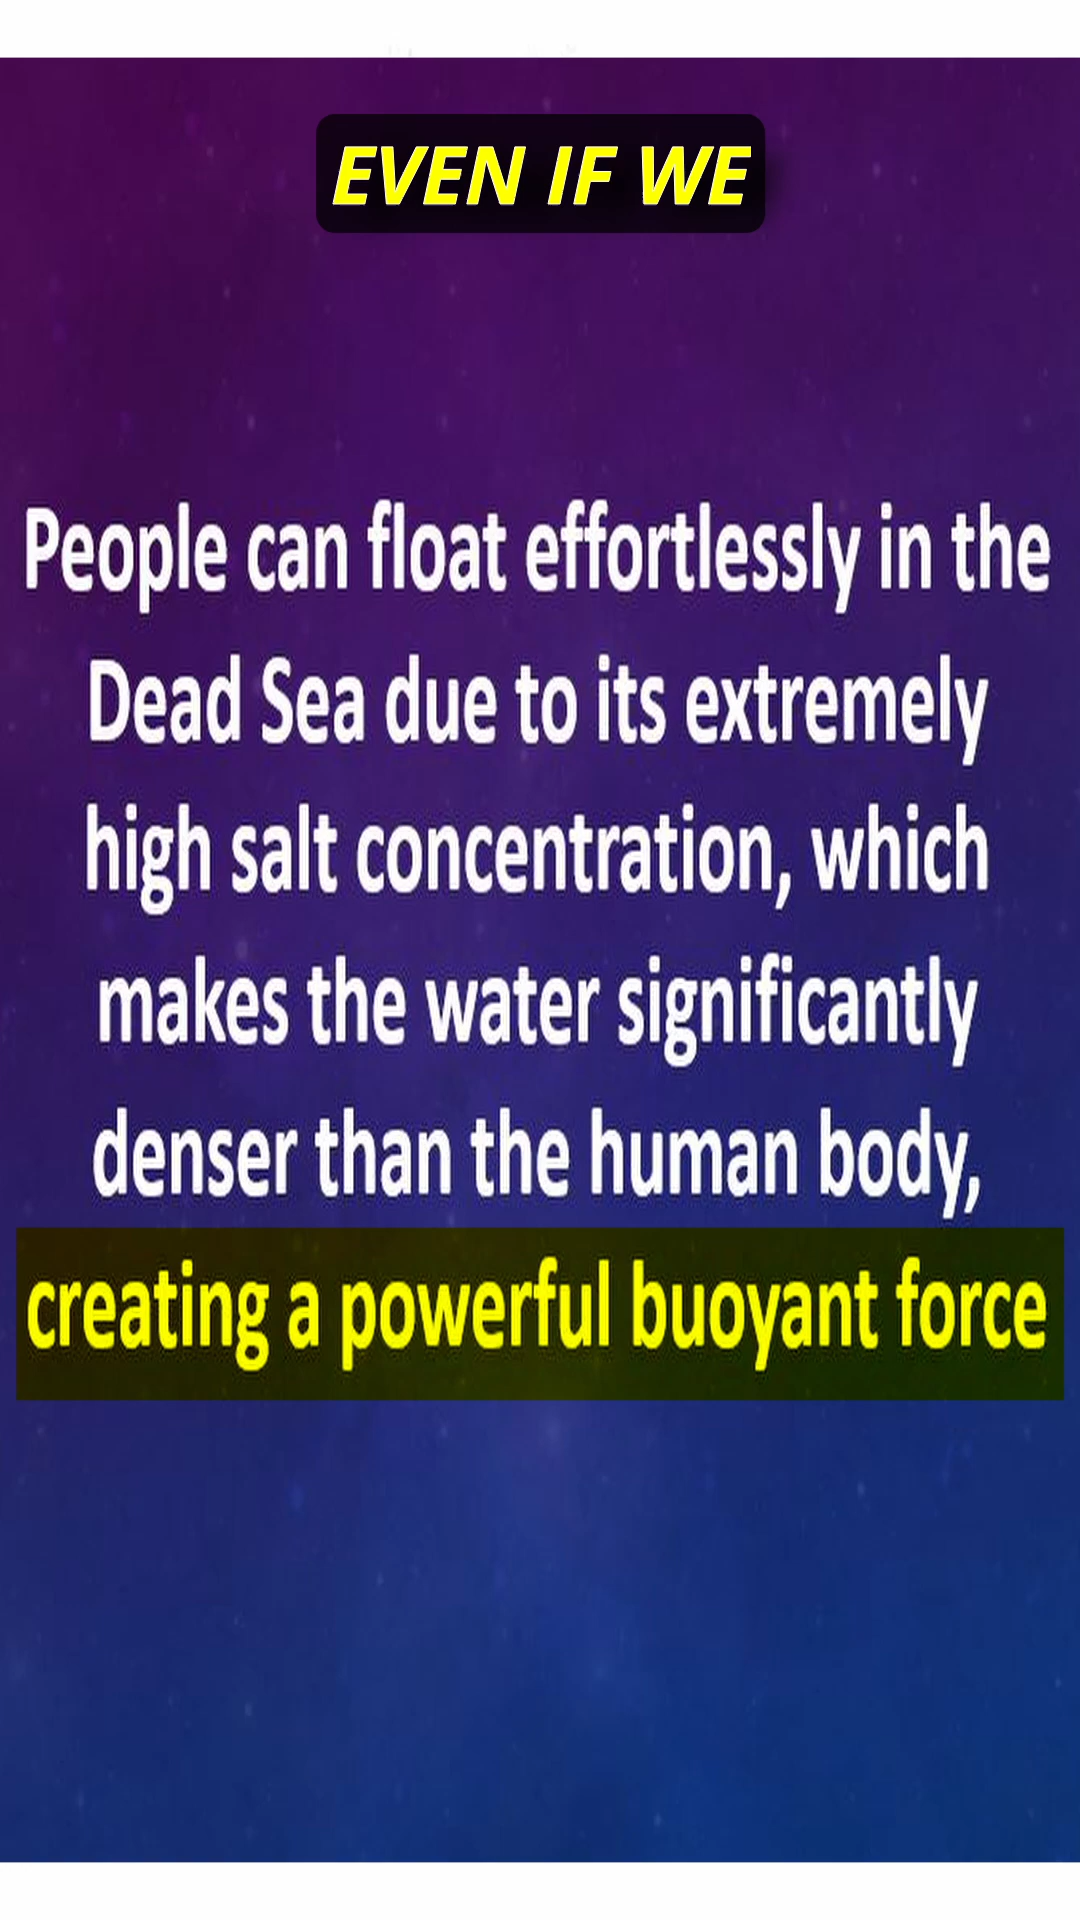 EVEN IF WE
People can float effortlessly in the
Dead Sea due to its extremely
high salt concentration, which
makes the water significantly
denser than the human body,
creating a powerful buoyant force